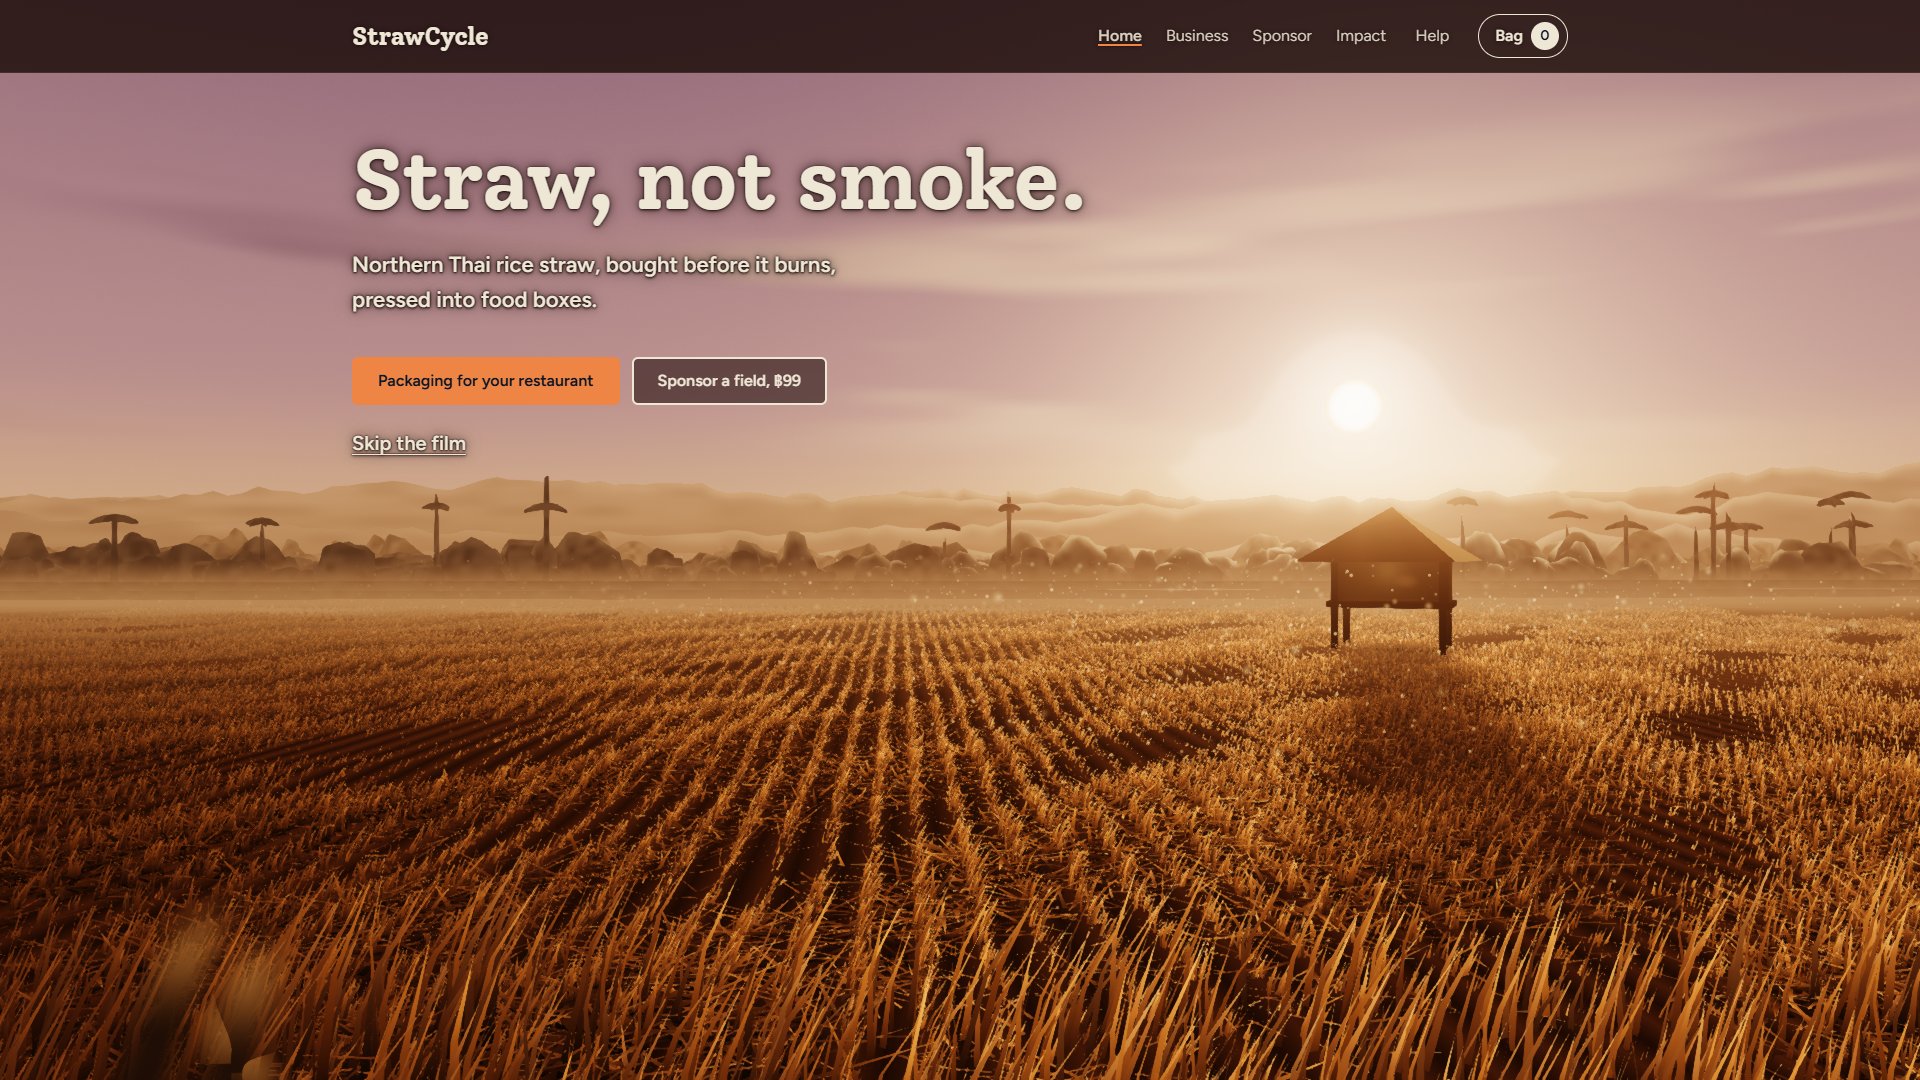 StrawCycle
Home Business Sponsor Impact Help Bag 0
Straw, not smoke.
Northern Thai rice straw, bought before it burns,
pressed into food boxes.
Packaging for your restaurant
Sponsor a field, ฿99
Skip the film